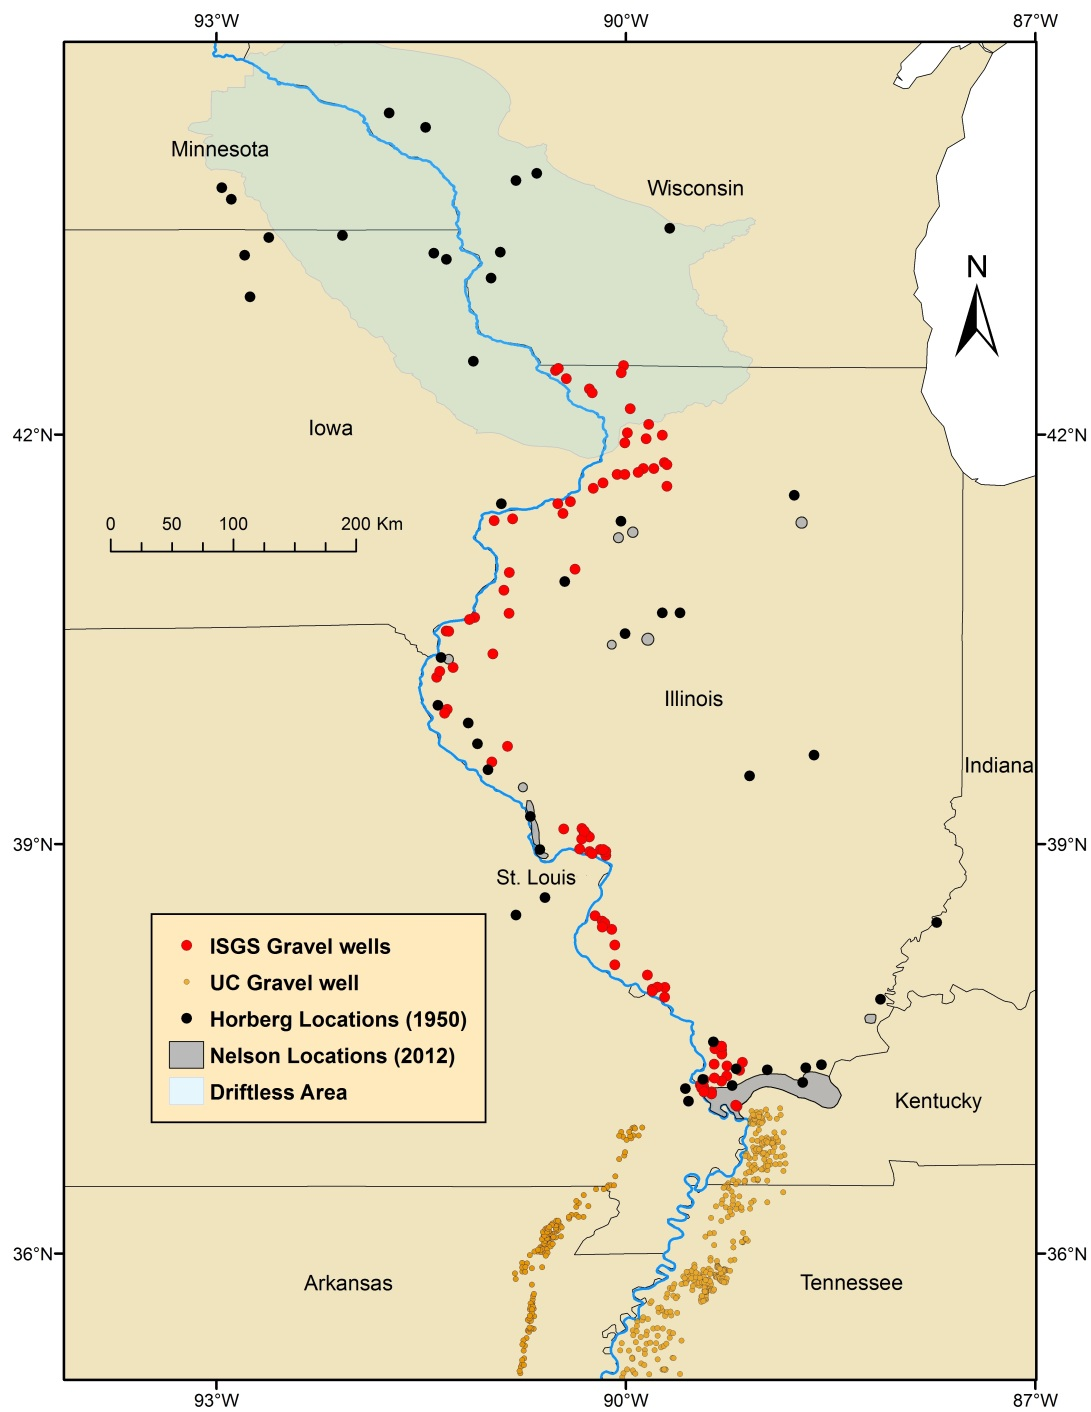 93°W 90°W 87°W
Minnesota
Wisconsin
N
42°N 42°N
Iowa
0 50 100 200 Km
Illinois
Indiana
39°N 39°N
St. Louis
ISGS Gravel wells
UC Gravel well
Horberg Locations (1950)
Nelson Locations (2012)
Driftless Area
Kentucky
36°N 36°N
Arkansas Tennessee
93°W 90°W 87°W